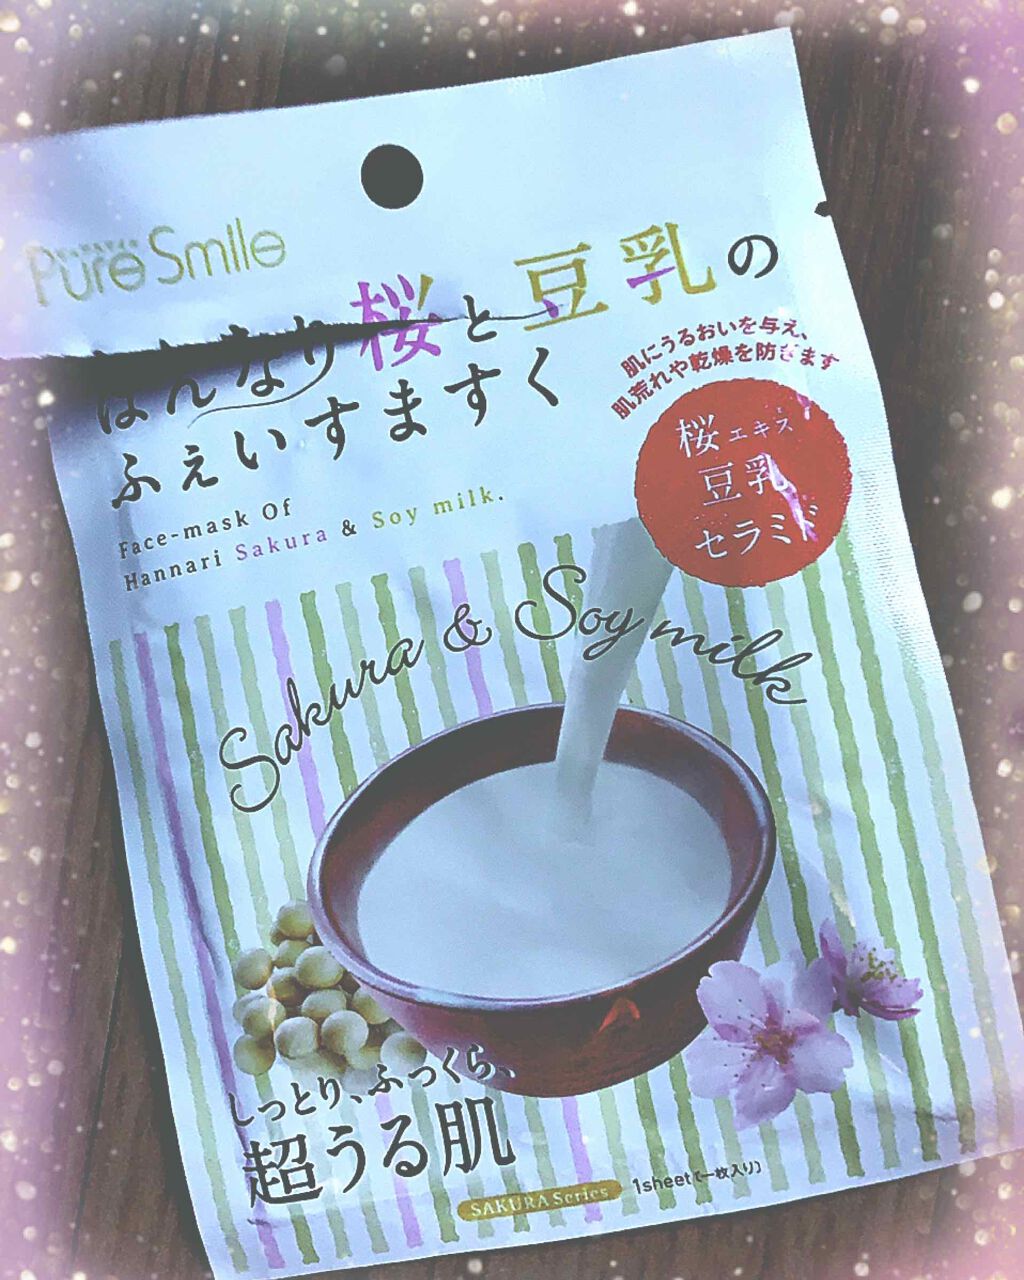 Pure Smile
はんなり桜と豆乳の
ふぇいすますく
Face-mask Of
Hannari Sakura & Soy milk.
肌にうるおいを与え、
肌荒れや乾燥を防ぎます
桜エキス
豆乳
セラミド
Sakura & Soy milk
しっとり、ふっくら、
超うる肌
SAKURA Series
1sheet(一枚入り)